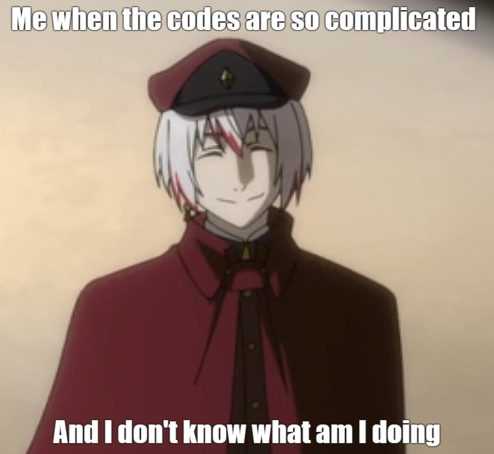 Me when the codes are so complicated
And I don't know what am I doing